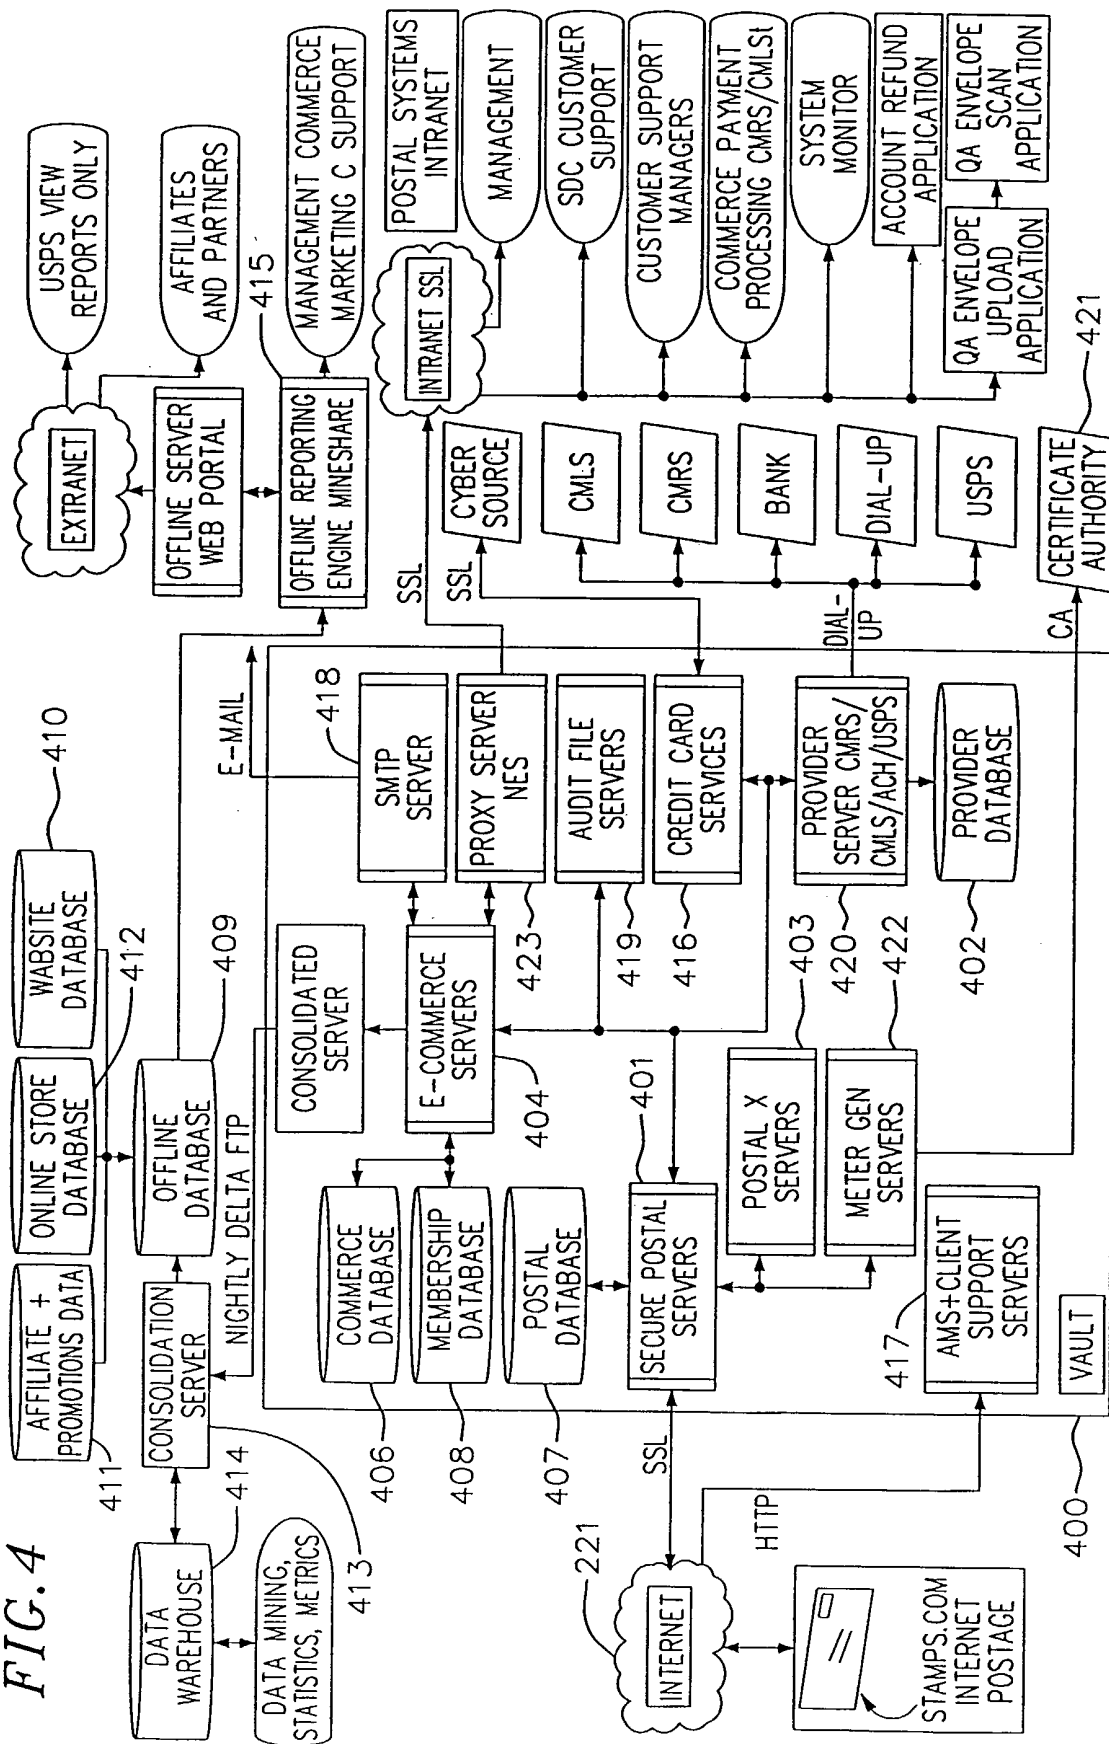 FIG. 4
AFFILIATE +
PROMOTIONS DATA
411
ONLINE STORE
DATABASE
412
WABSITE
DATABASE
410
USPS VIEW
REPORTS ONLY
EXTRANET
AFFILIATES
AND PARTNERS
DATA
WAREHOUSE
414
CONSOLIDATION
SERVER
OFFLINE
DATABASE
409
OFFLINE SERVER
WEB PORTAL
415
DATA MINING,
STATISTICS, METRICS
413
NIGHTLY DELTA FTP
E-MAIL
OFFLINE REPORTING
ENGINE MINESHARE
MANAGEMENT COMMERCE
MARKETING C SUPPORT
CONSOLIDATED
SERVER
418
SSL
COMMERCE
DATABASE
406
SMTP
SERVER
INTRANET SSL
POSTAL SYSTEMS
INTRANET
MEMBERSHIP
DATABASE
408
E-COMMERCE
SERVERS
404
PROXY SERVER
NES
423
SSL
CYBER
SOURCE
MANAGEMENT
POSTAL
DATABASE
407
AUDIT FILE
SERVERS
419
CMLS
SDC CUSTOMER
SUPPORT
221
INTERNET
SSL
SECURE POSTAL
SERVERS
401
CREDIT CARD
SERVICES
416
CMRS
CUSTOMER SUPPORT
MANAGERS
COMMERCE PAYMENT
PROCESSING CMRS/CMLSt
HTTP
POSTAL X
SERVERS
403
PROVIDER
SERVER CMRS/
CMLS/ACH/USPS
420
DIAL-
UP
BANK
SYSTEM
MONITOR
METER GEN
SERVERS
422
DIAL-UP
ACCOUNT REFUND
APPLICATION
STAMPS.COM
INTERNET
POSTAGE
417
AMS+CLIENT
SUPPORT
SERVERS
PROVIDER
DATABASE
402
USPS
QA ENVELOPE
UPLOAD
APPLICATION
QA ENVELOPE
SCAN
APPLICATION
400
VAULT
CA
CERTIFICATE
AUTHORITY
421